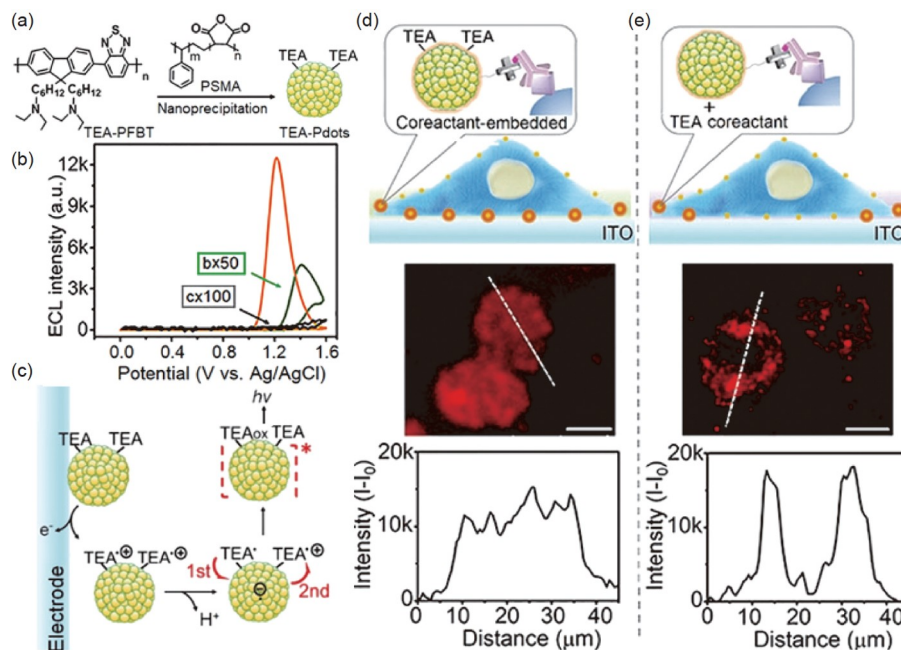 (a)
S
N
N
n
C6H12
C6H12
N
N
TEA-PFBT
O
O
O
m
n
PSMA
Nanoprecipitation
TEA
TEA
TEA-Pdots
(b)
ECL intensity (a.u.)
12k
9k
6k
3k
0
bx50
cx100
0.0
0.4
0.8
1.2
1.6
Potential (V vs. Ag/AgCl)
(c)
Electrode
TEA
TEA
e-
TEA•⊕
TEA•⊕
H+
TEA•
TEA•⊕
1st
2nd
⊖
TEAox
TEA
*
hv
(d)
TEA
TEA
Coreactant-embedded
ITO
Intensity (I-I0)
20k
10k
0
0
10
20
30
40
Distance (μm)
(e)
+
TEA coreactant
ITO
Intensity (I-I0)
20k
10k
0
0
10
20
30
40
Distance (μm)